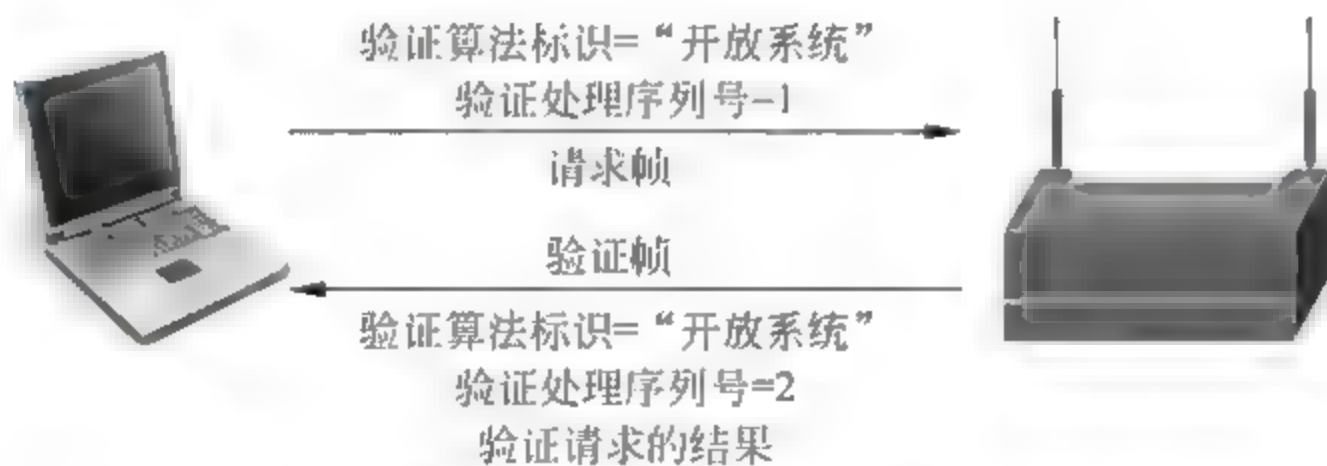 验证算法标识=“开放系统”
验证处理序列号-1
请求帧
验证帧
验证算法标识=“开放系统”
验证处理序列号=2
验证请求的结果